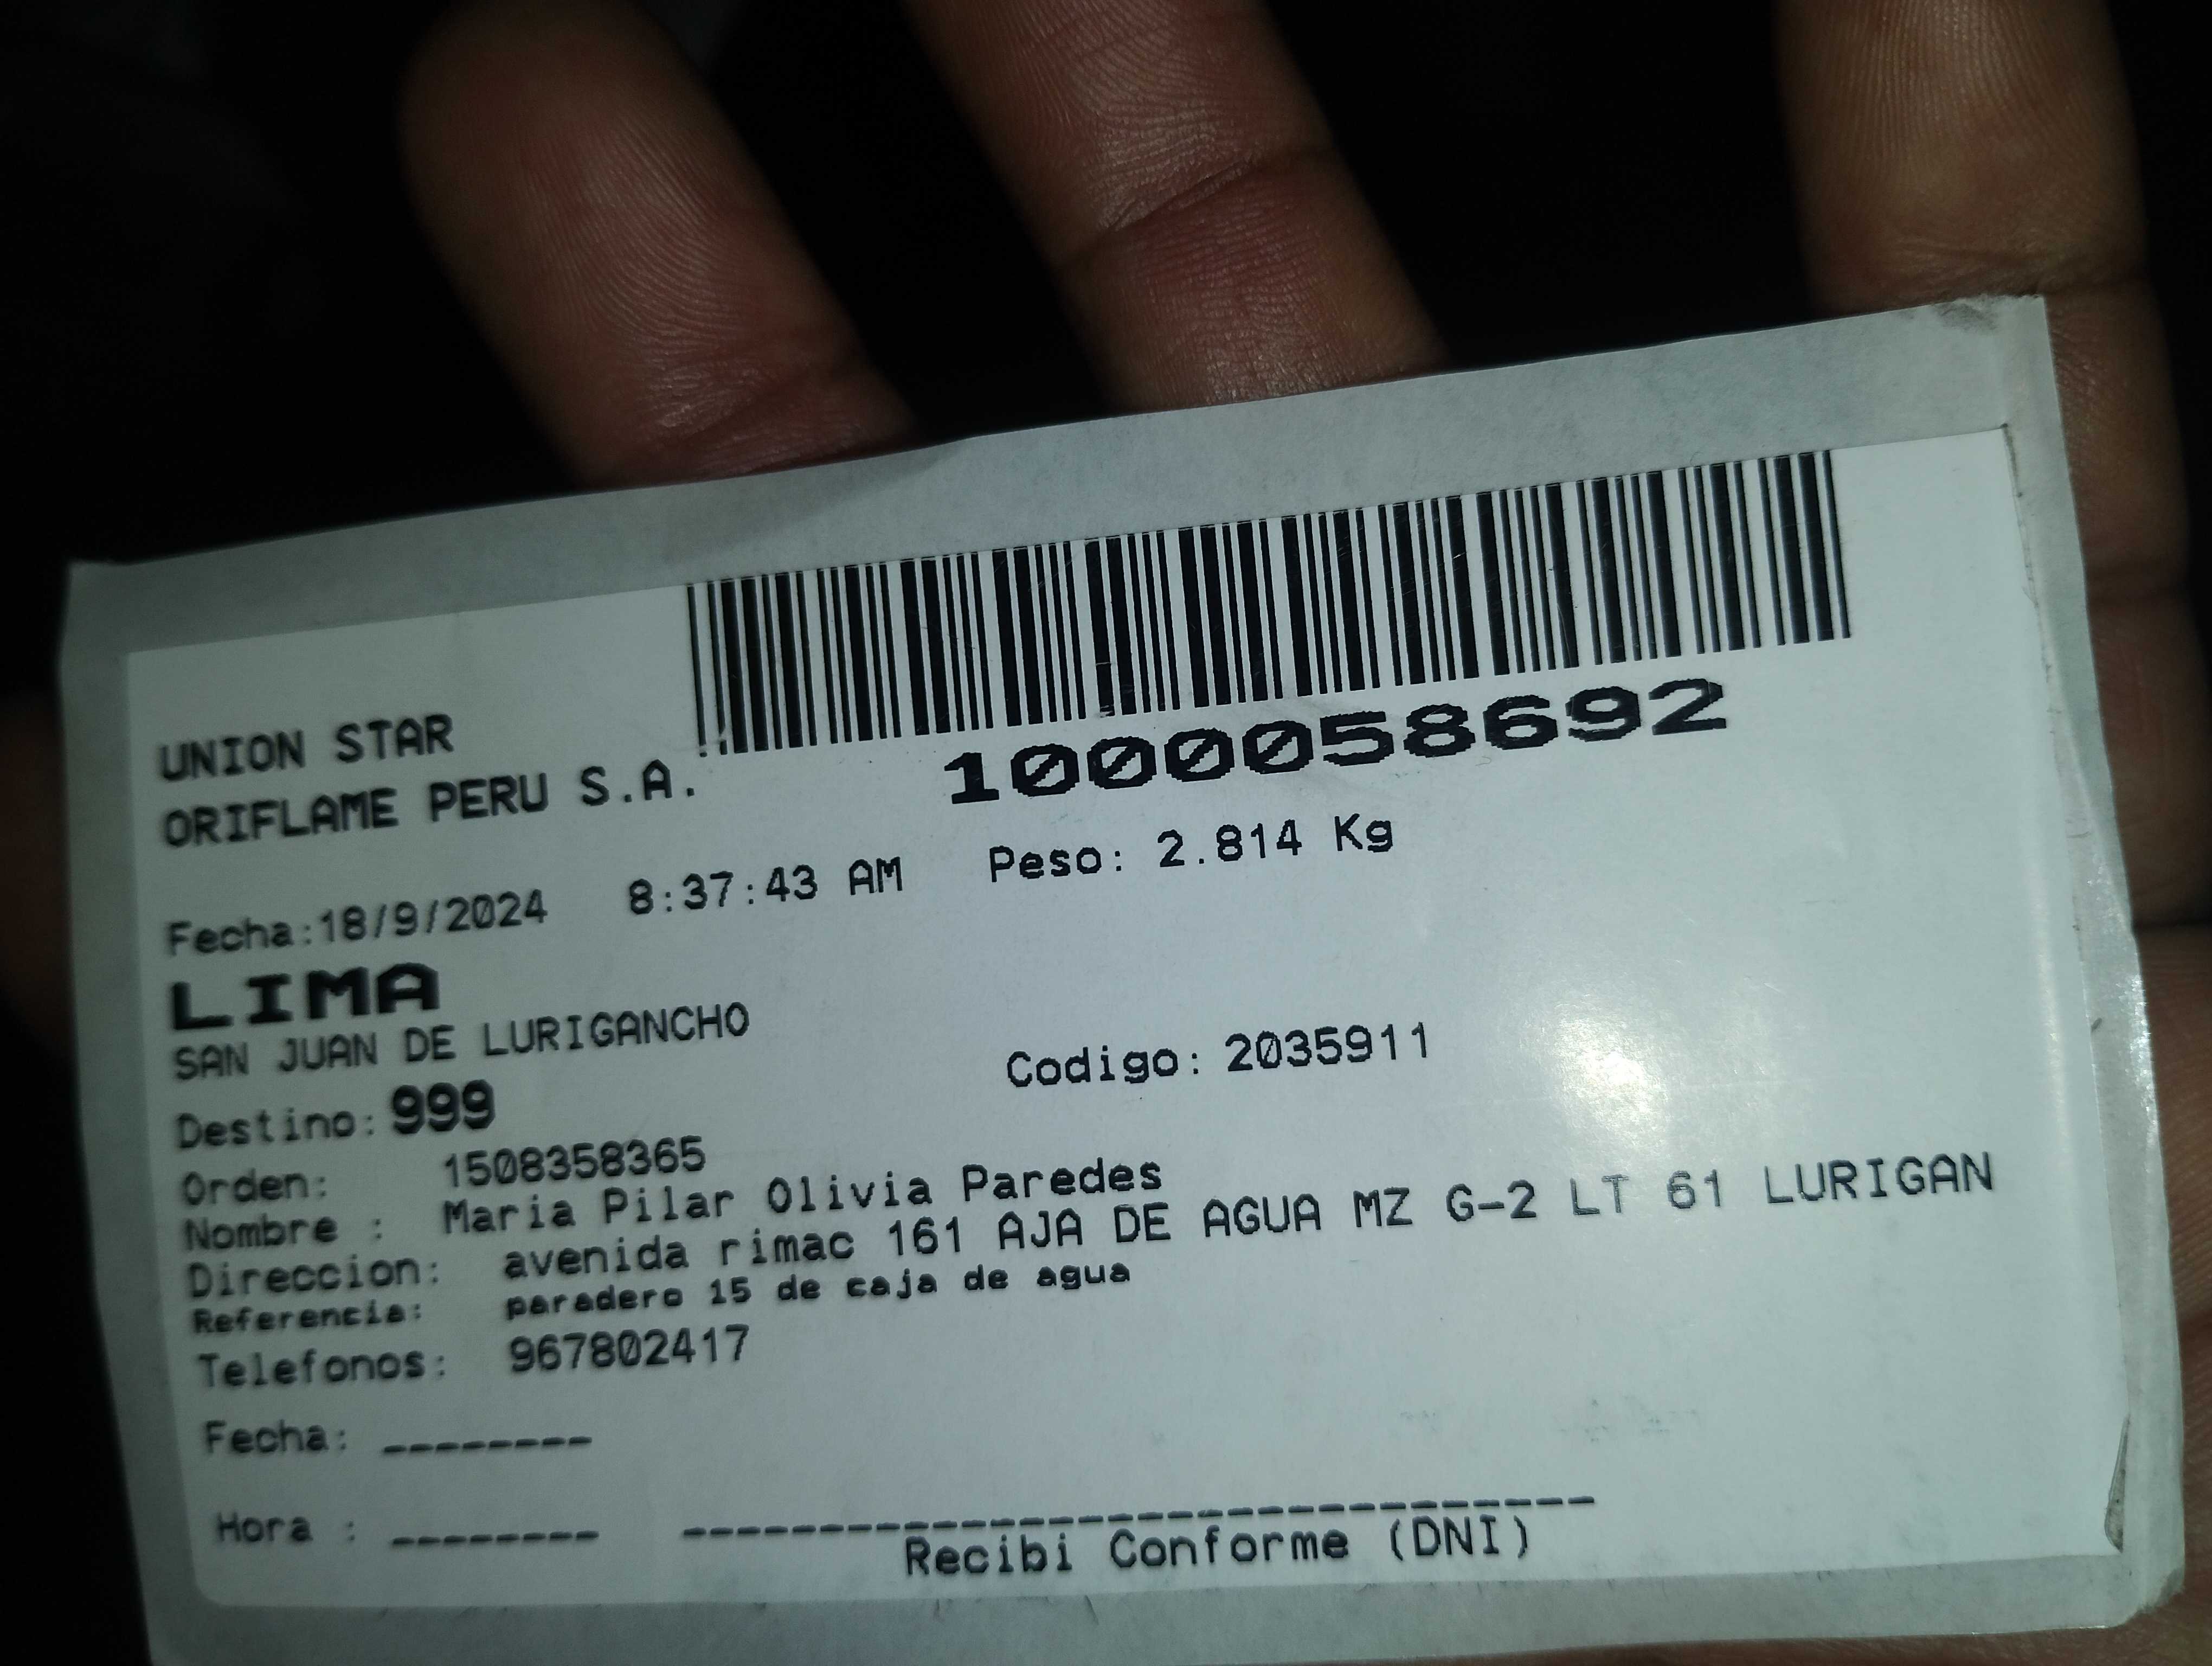 UNION STAR
ORIFLAME PERU S.A.
1000058692
Fecha:18/9/2024 8:37:43 AM Peso: 2.814 Kg
LIMA
SAN JUAN DE LURIGANCHO
Destino: 999 Codigo: 2035911
Orden: 1508358365
Nombre : Maria Pilar Olivia Paredes
Direccion: avenida rimac 161 AJA DE AGUA MZ G-2 LT 61 LURIGAN
Referencia: paradero 15 de caja de agua
Telefonos: 967802417
Fecha: ________
Hora : ________
Recibi Conforme (DNI)